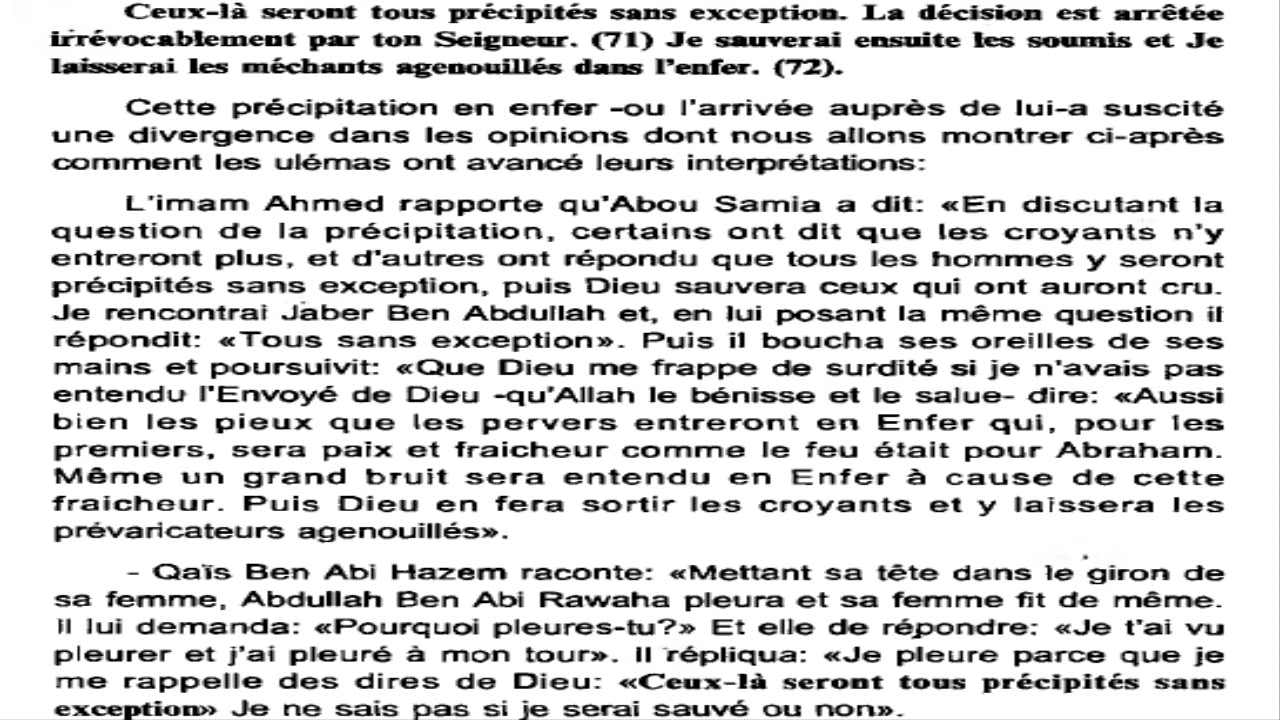 Ceux-là seront tous précipités sans exception. La décision est arrêtée
irrévocablement par ton Seigneur. (71) Je sauverai ensuite les soumis et Je
laisserai les méchants agenouillés dans l'enfer. (72).
Cette précipitation en enfer -ou l'arrivée auprès de lui-a suscité
une divergence dans les opinions dont nous allons montrer ci-après
comment les ulémas ont avancé leurs interprétations:
L'imam Ahmed rapporte qu'Abou Samia a dit: «En discutant la
question de la précipitation, certains ont dit que les croyants n'y
entreront plus, et d'autres ont répondu que tous les hommes y seront
précipités sans exception, puis Dieu sauvera ceux qui ont auront cru.
Je rencontrai Jaber Ben Abdullah et, en lui posant la même question il
répondit: «Tous sans exception». Puis il boucha ses oreilles de ses
mains et poursuivit: «Que Dieu me frappe de surdité si je n'avais pas
entendu l'Envoyé de Dieu -qu'Allah le bénisse et le salue- dire: «Aussi
bien les pieux que les pervers entreront en Enfer qui, pour les
premiers, sera paix et fraicheur comme le feu était pour Abraham.
Même un grand bruit sera entendu en Enfer à cause de cette
fraicheur. Puis Dieu en fera sortir les croyants et y laissera les
prévaricateurs agenouillés».
- Qaïs Ben Abi Hazem raconte: «Mettant sa tête dans le giron de
sa femme, Abdullah Ben Abi Rawaha pleura et sa femme fit de même.
Il lui demanda: «Pourquoi pleures-tu?» Et elle de répondre: «Je t'ai vu
pleurer et j'ai pleuré à mon tour». Il répliqua: «Je pleure parce que je
me rappelle des dires de Dieu: «Ceux-là seront tous précipités sans
exception» Je ne sais pas si je serai sauvé ou non».